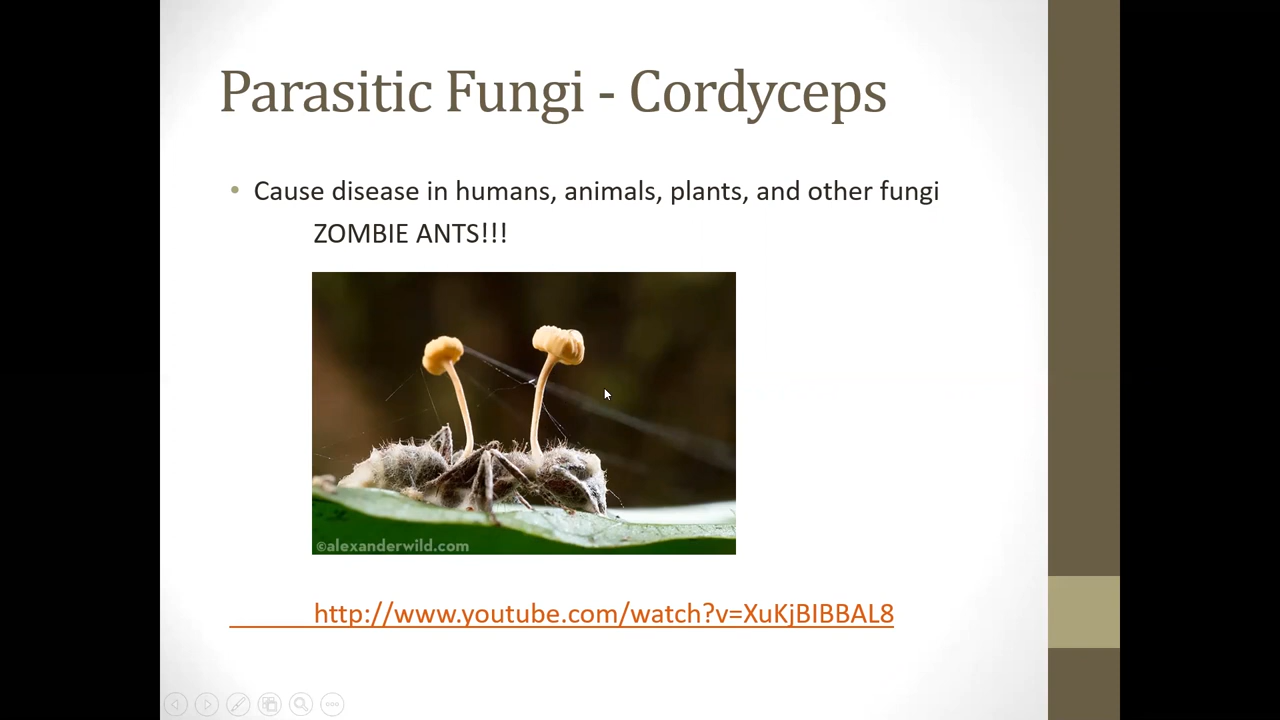 Parasitic Fungi - Cordyceps
• Cause disease in humans, animals, plants, and other fungi
ZOMBIE ANTS!!!
©alexanderwild.com
http://www.youtube.com/watch?v=XuKjBIBBAL8